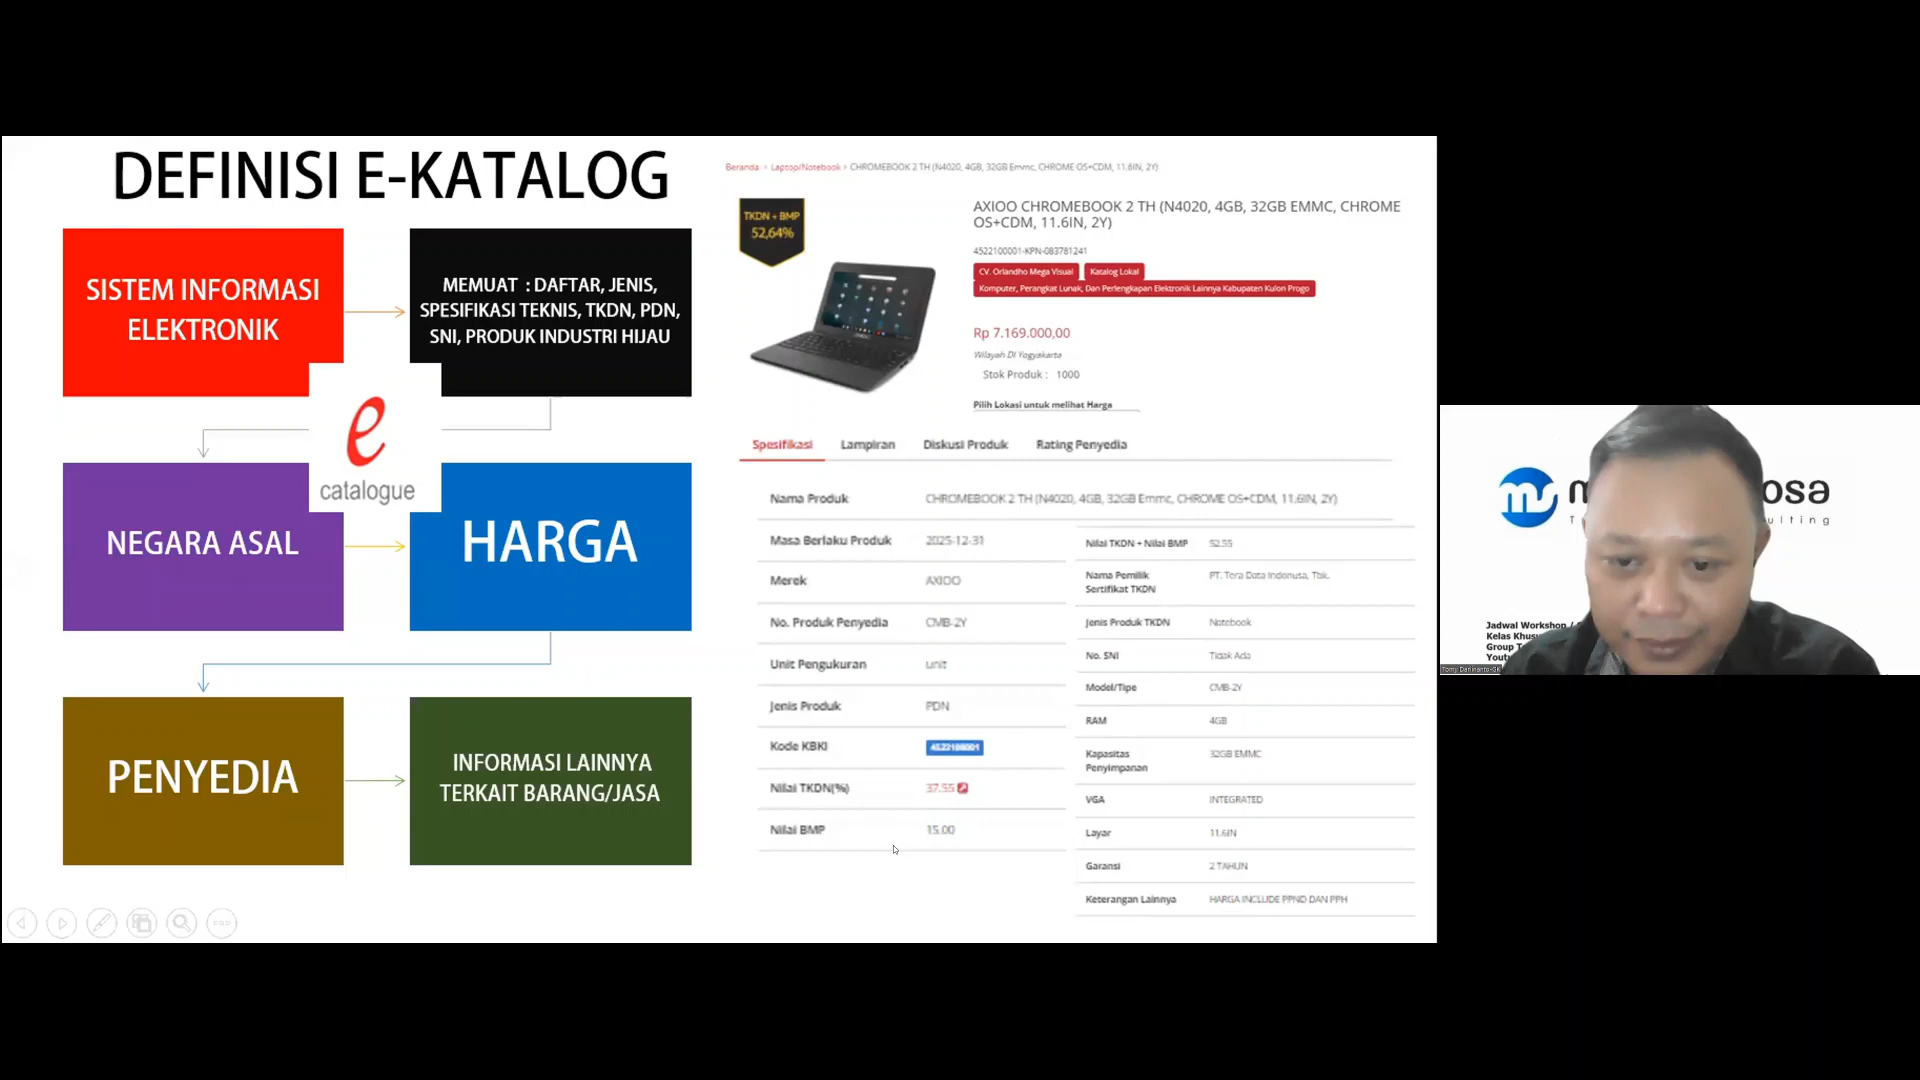 DEFINISI E-KATALOG
SISTEM INFORMASI
ELEKTRONIK
MEMUAT : DAFTAR, JENIS,
SPESIFIKASI TEKNIS, TKDN, PDN,
SNI, PRODUK INDUSTRI HIJAU
e
catalogue
NEGARA ASAL
HARGA
PENYEDIA
INFORMASI LAINNYA
TERKAIT BARANG/JASA
Beranda > Laptop/Notebook > CHROMEBOOK 2 TH (N4020, 4GB, 32GB Emmc, CHROME OS+CDM, 11.6IN, 2Y)
TKDN + BMP
52,64%
AXIOO CHROMEBOOK 2 TH (N4020, 4GB, 32GB EMMC, CHROME
OS+CDM, 11.6IN, 2Y)
4522100001-KPN-083781241
CV. Orlandho Mega Visual Katalog Lokal
Komputer, Perangkat Lunak, Dan Perlengkapan Elektronik Lainnya Kabupaten Kulon Progo
Rp 7.169.000,00
Wilayah DI Yogyakarta
Stok Produk : 1000
Pilih Lokasi untuk melihat Harga
Spesifikasi Lampiran Diskusi Produk Rating Penyedia
Nama Produk CHROMEBOOK 2 TH (N4020, 4GB, 32GB Emmc, CHROME OS+CDM, 11.6IN, 2Y)
Masa Berlaku Produk 2025-12-31
Merek AXIOO
No. Produk Penyedia CMB-2Y
Unit Pengukuran unit
Jenis Produk PDN
Kode KBKI 4522100001
Nilai TKDN(%) 37.55
Nilai BMP 15.00
Nilai TKDN + Nilai BMP 52.55
Nama Pemilik
Sertifikat TKDN PT. Tera Data Indonusa, Tbk.
Jenis Produk TKDN Notebook
No. SNI Tidak Ada
Model/Tipe CMB-2Y
RAM 4GB
Kapasitas
Penyimpanan 32GB EMMC
VGA INTEGRATED
Layar 11.6IN
Garansi 2 TAHUN
Keterangan Lainnya HARGA INCLUDE PPND DAN PPH
Jadwal Workshop /
Kelas Khusu
Group T
Youtu